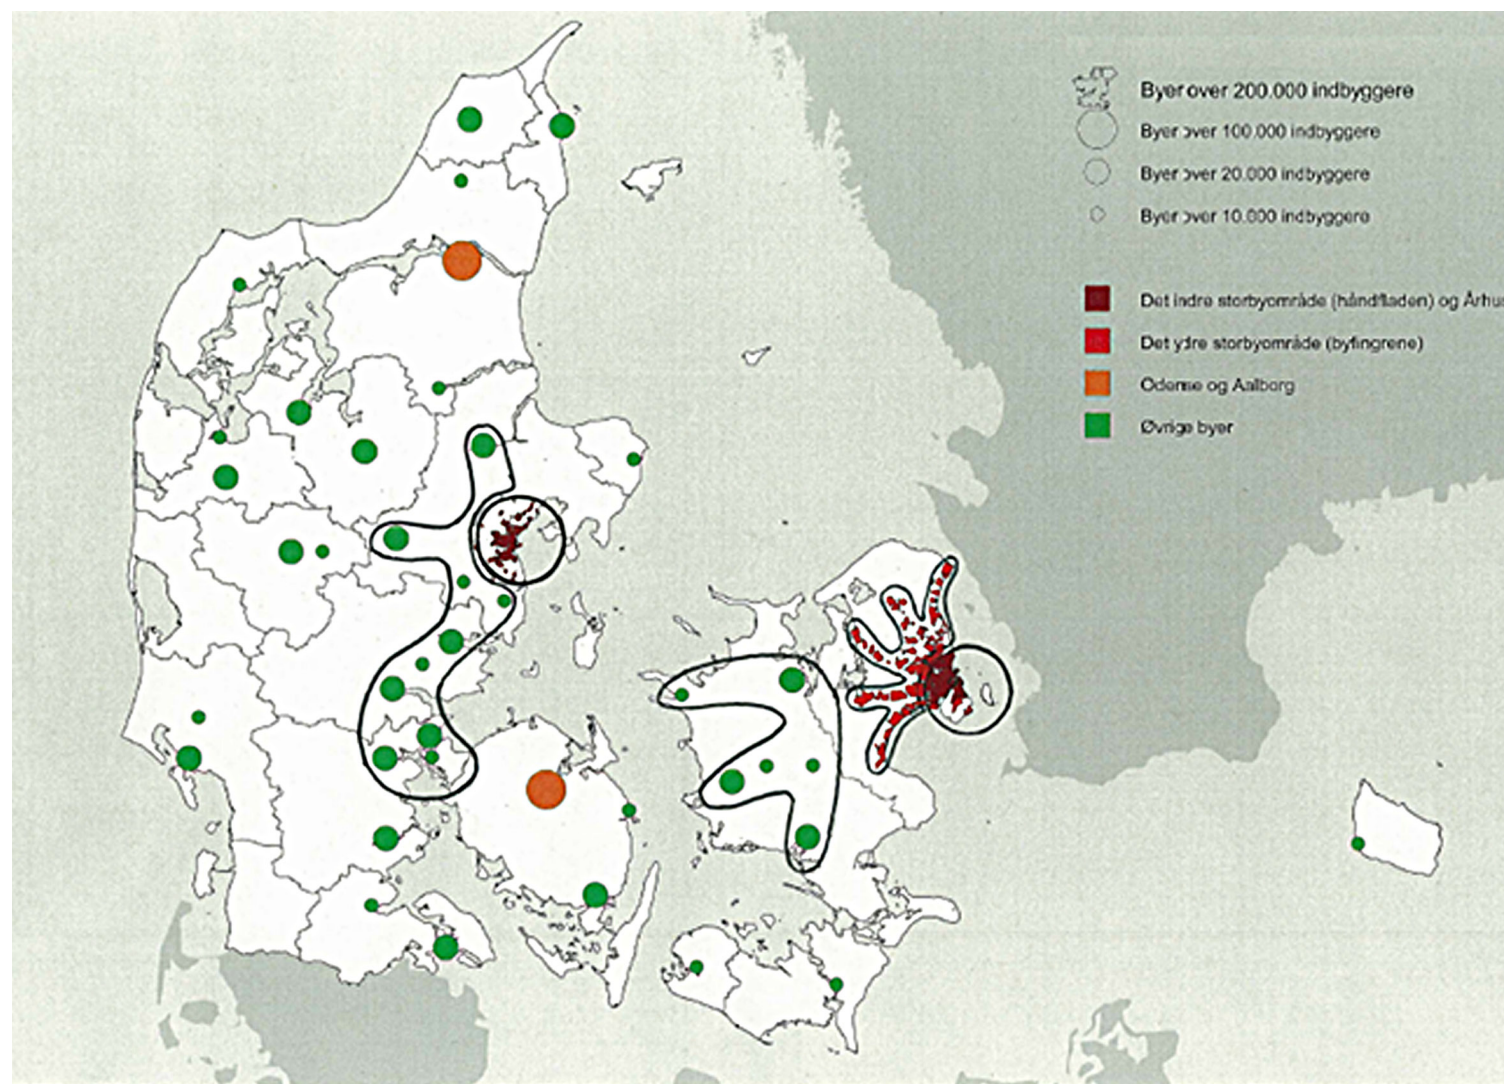 Byer over 200.000 indbyggere
Byer over 100.000 indbyggere
Byer over 20.000 indbyggere
Byer over 10.000 indbyggere
Det indre storbyområde (håndfladen) og Århus
Det ydre storbyområde (byfingrene)
Odense og Aalborg
Øvrige byer